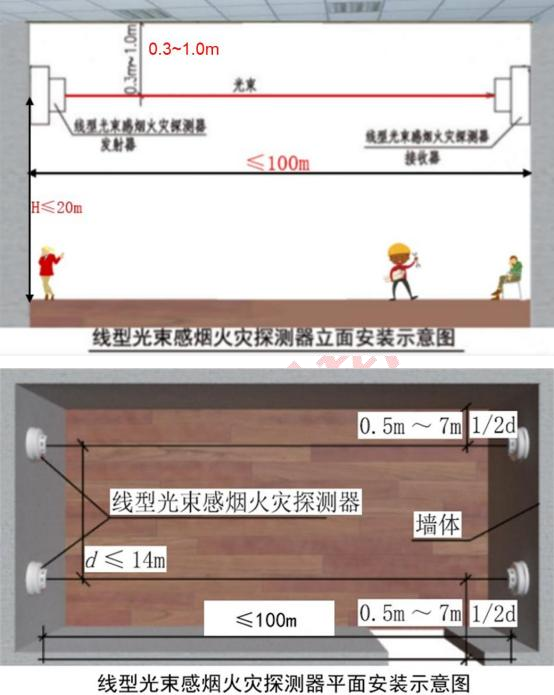 0.3m~1.0m
0.3~1.0m
光束
线型光束感烟火灾探测器
发射器
线型光束感烟火灾探测器
接收器
≤100m
H≤20m
线型光束感烟火灾探测器立面安装示意图
0.5m～7m 1/2d
线型光束感烟火灾探测器
墙体
d≤14m
≤100m
0.5m～7m 1/2d
线型光束感烟火灾探测器平面安装示意图